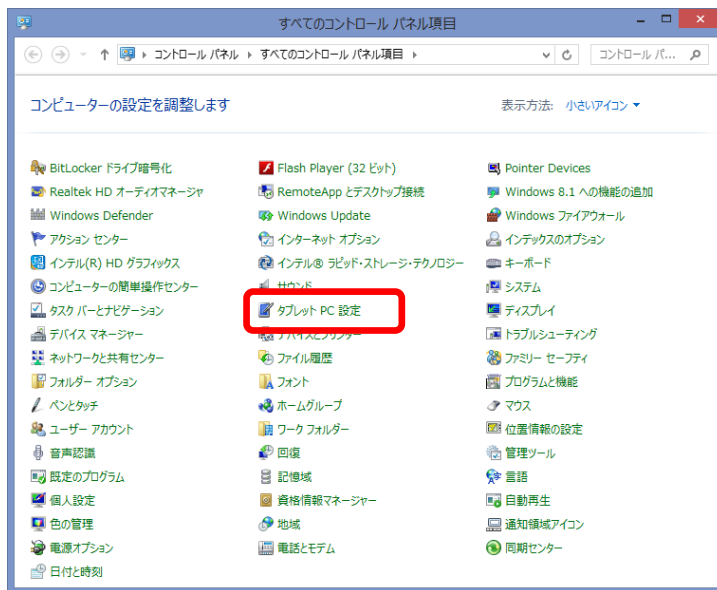 すべてのコントロール パネル項目
コントロール パネル ▸ すべてのコントロール パネル項目 ▸
コントロール パ...
コンピューターの設定を調整します
表示方法: 小さいアイコン
BitLocker ドライブ暗号化
Flash Player (32 ビット)
Pointer Devices
Realtek HD オーディオマネージャ
RemoteApp とデスクトップ接続
Windows 8.1 への機能の追加
Windows Defender
Windows Update
Windows ファイアウォール
アクション センター
インターネット オプション
インデックスのオプション
インテル(R) HD グラフィックス
インテル® ラピッド・ストレージ・テクノロジー
キーボード
コンピューターの簡単操作センター
サウンド
システム
タスク バーとナビゲーション
タブレット PC 設定
ディスプレイ
デバイス マネージャー
デバイスとプリンター
トラブルシューティング
ネットワークと共有センター
ファイル履歴
ファミリー セーフティ
フォルダー オプション
フォント
プログラムと機能
ペンとタッチ
ホームグループ
マウス
ユーザー アカウント
ワーク フォルダー
位置情報の設定
音声認識
回復
管理ツール
既定のプログラム
記憶域
言語
個人設定
資格情報マネージャー
自動再生
色の管理
地域
通知領域アイコン
電源オプション
電話とモデム
同期センター
日付と時刻